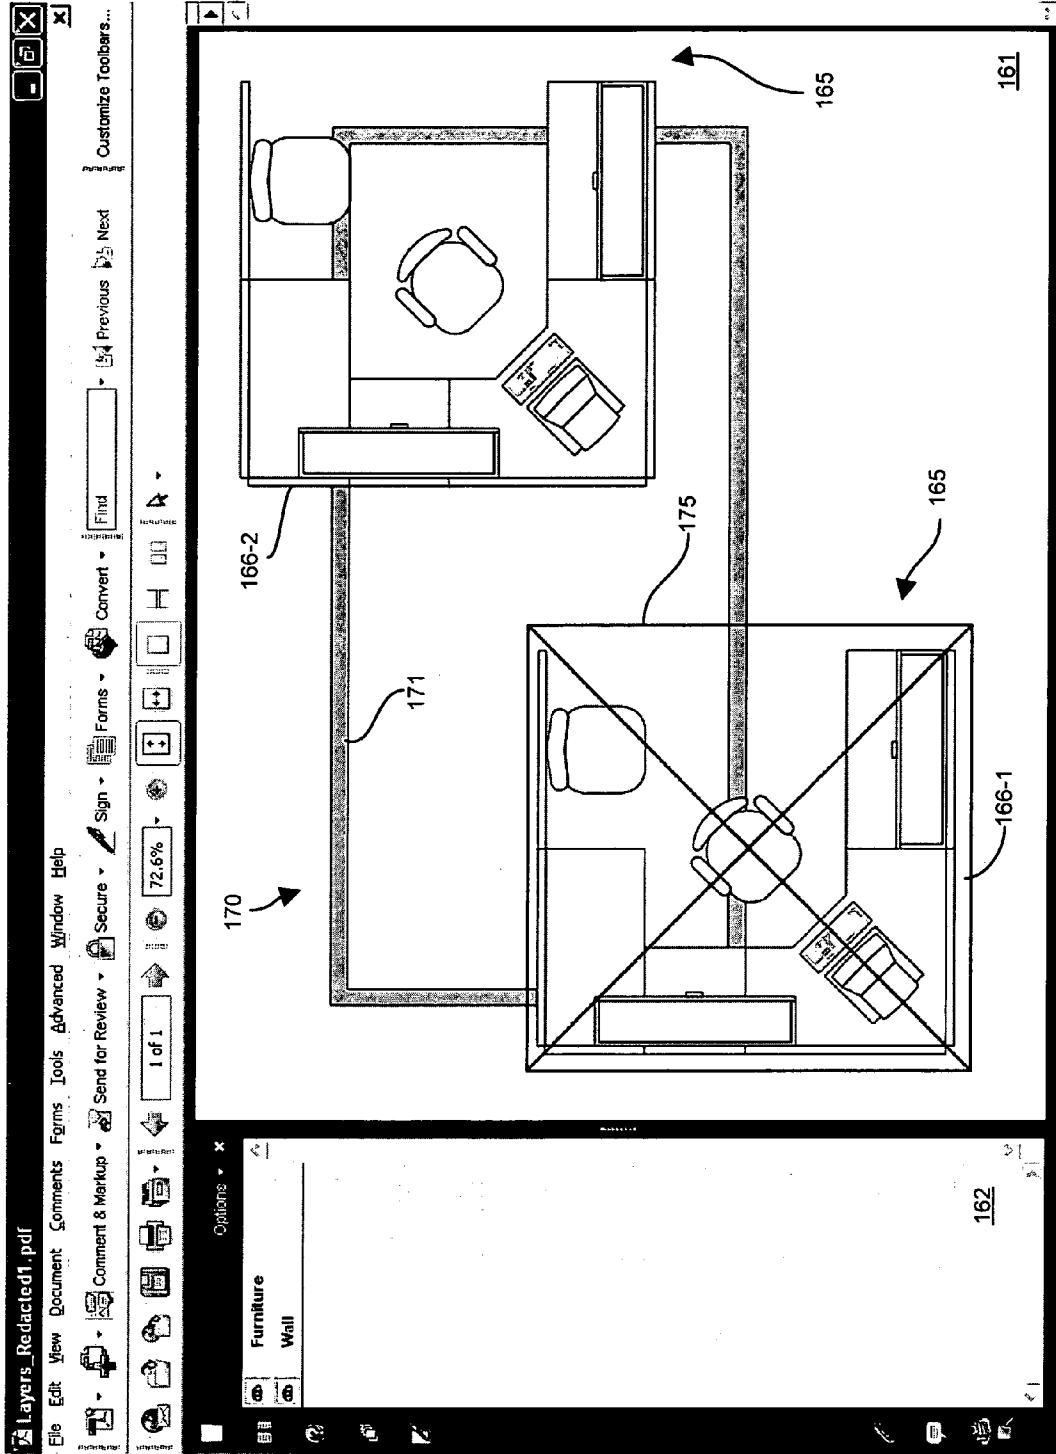 Layers_Redacted1.pdf
File Edit View Document Comments Forms Tools Advanced Window Help
Comment & Markup Send for Review Secure Sign Forms Convert Find Previous Next Customize Toolbars...
1 of 1 72.6%
Options
Furniture
Wall
162
170
171
166-2
175
165
166-1
165
161